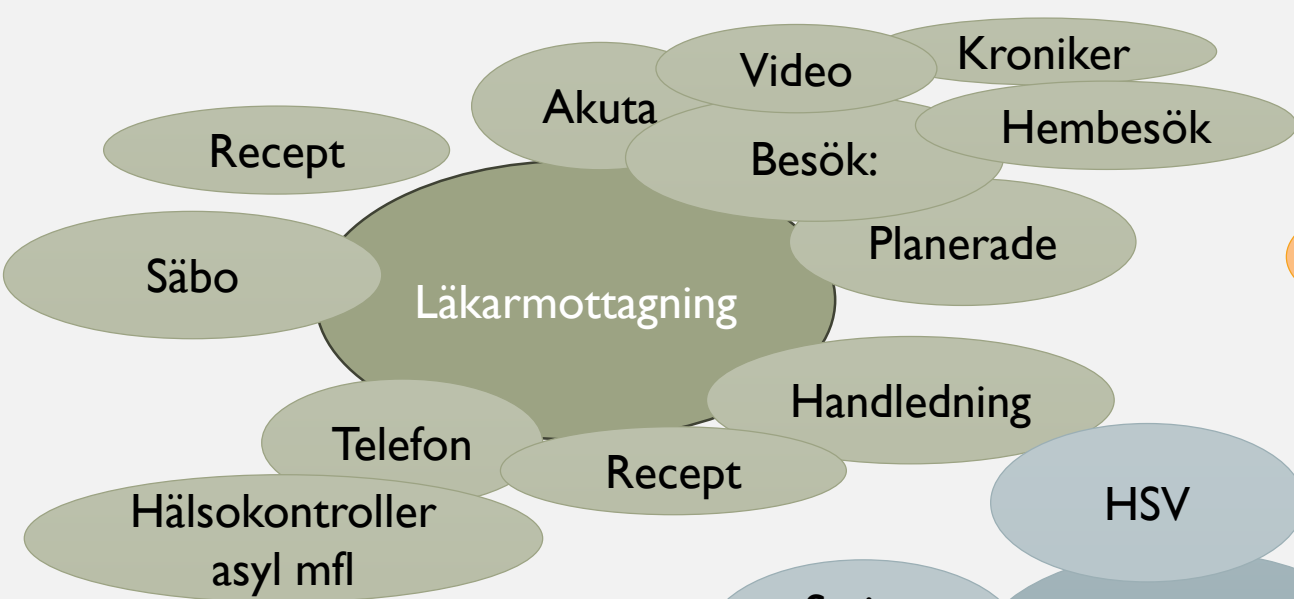 Video
Kroniker
Akuta
Hembesök
Recept
Besök:
Planerade
Säbo
Läkarmottagning
Handledning
Telefon
Recept
HSV
Hälsokontroller
asyl mfl